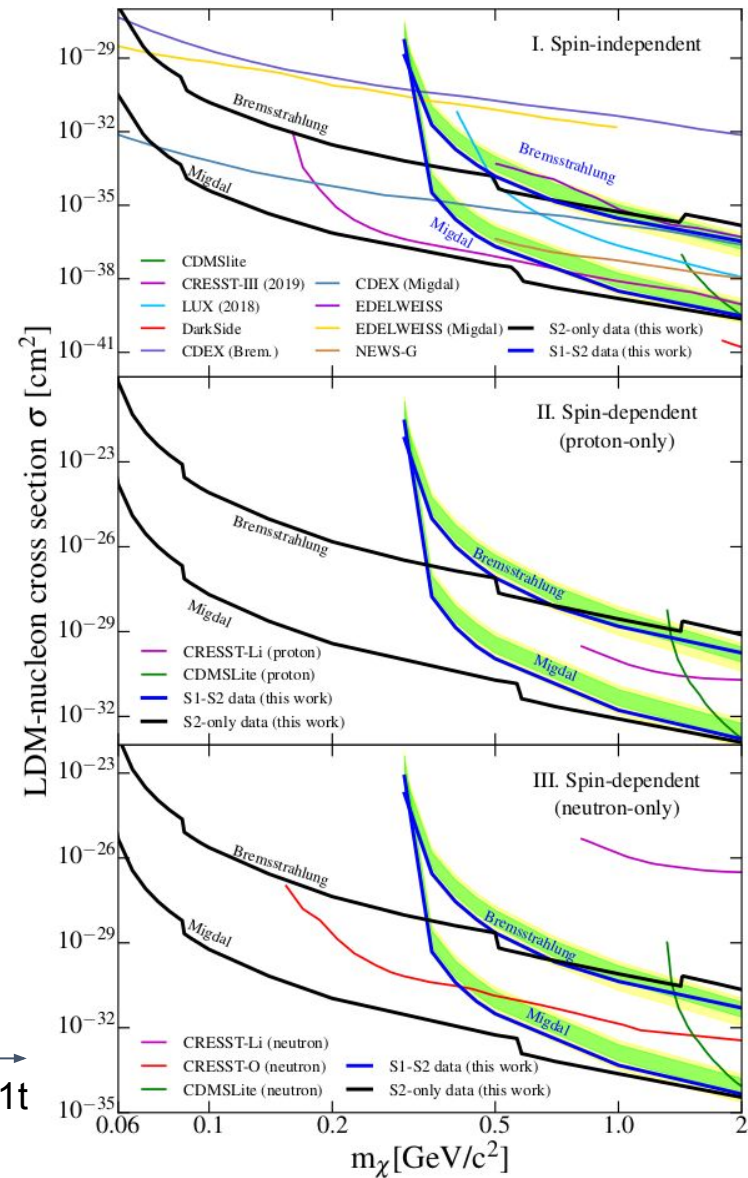 LDM-nucleon cross section σ [cm²]
I. Spin-independent
10⁻²⁹
10⁻³²
10⁻³⁵
10⁻³⁸
10⁻⁴¹
Bremsstrahlung
Migdal
Bremsstrahlung
Migdal
CDMSlite
CRESST-III (2019)
LUX (2018)
DarkSide
CDEX (Brem.)
CDEX (Migdal)
EDELWEISS
EDELWEISS (Migdal)
NEWS-G
S2-only data (this work)
S1-S2 data (this work)
II. Spin-dependent
(proton-only)
10⁻²³
10⁻²⁶
10⁻²⁹
10⁻³²
Bremsstrahlung
Migdal
Bremsstrahlung
Migdal
CRESST-Li (proton)
CDMSLite (proton)
S1-S2 data (this work)
S2-only data (this work)
III. Spin-dependent
(neutron-only)
10⁻²³
10⁻²⁶
10⁻²⁹
10⁻³²
10⁻³⁵
Bremsstrahlung
Migdal
Bremsstrahlung
Migdal
CRESST-Li (neutron)
CRESST-O (neutron)
CDMSLite (neutron)
S1-S2 data (this work)
S2-only data (this work)
1t
0.06 0.1 0.2 0.5 1.0 2
mχ[GeV/c²]